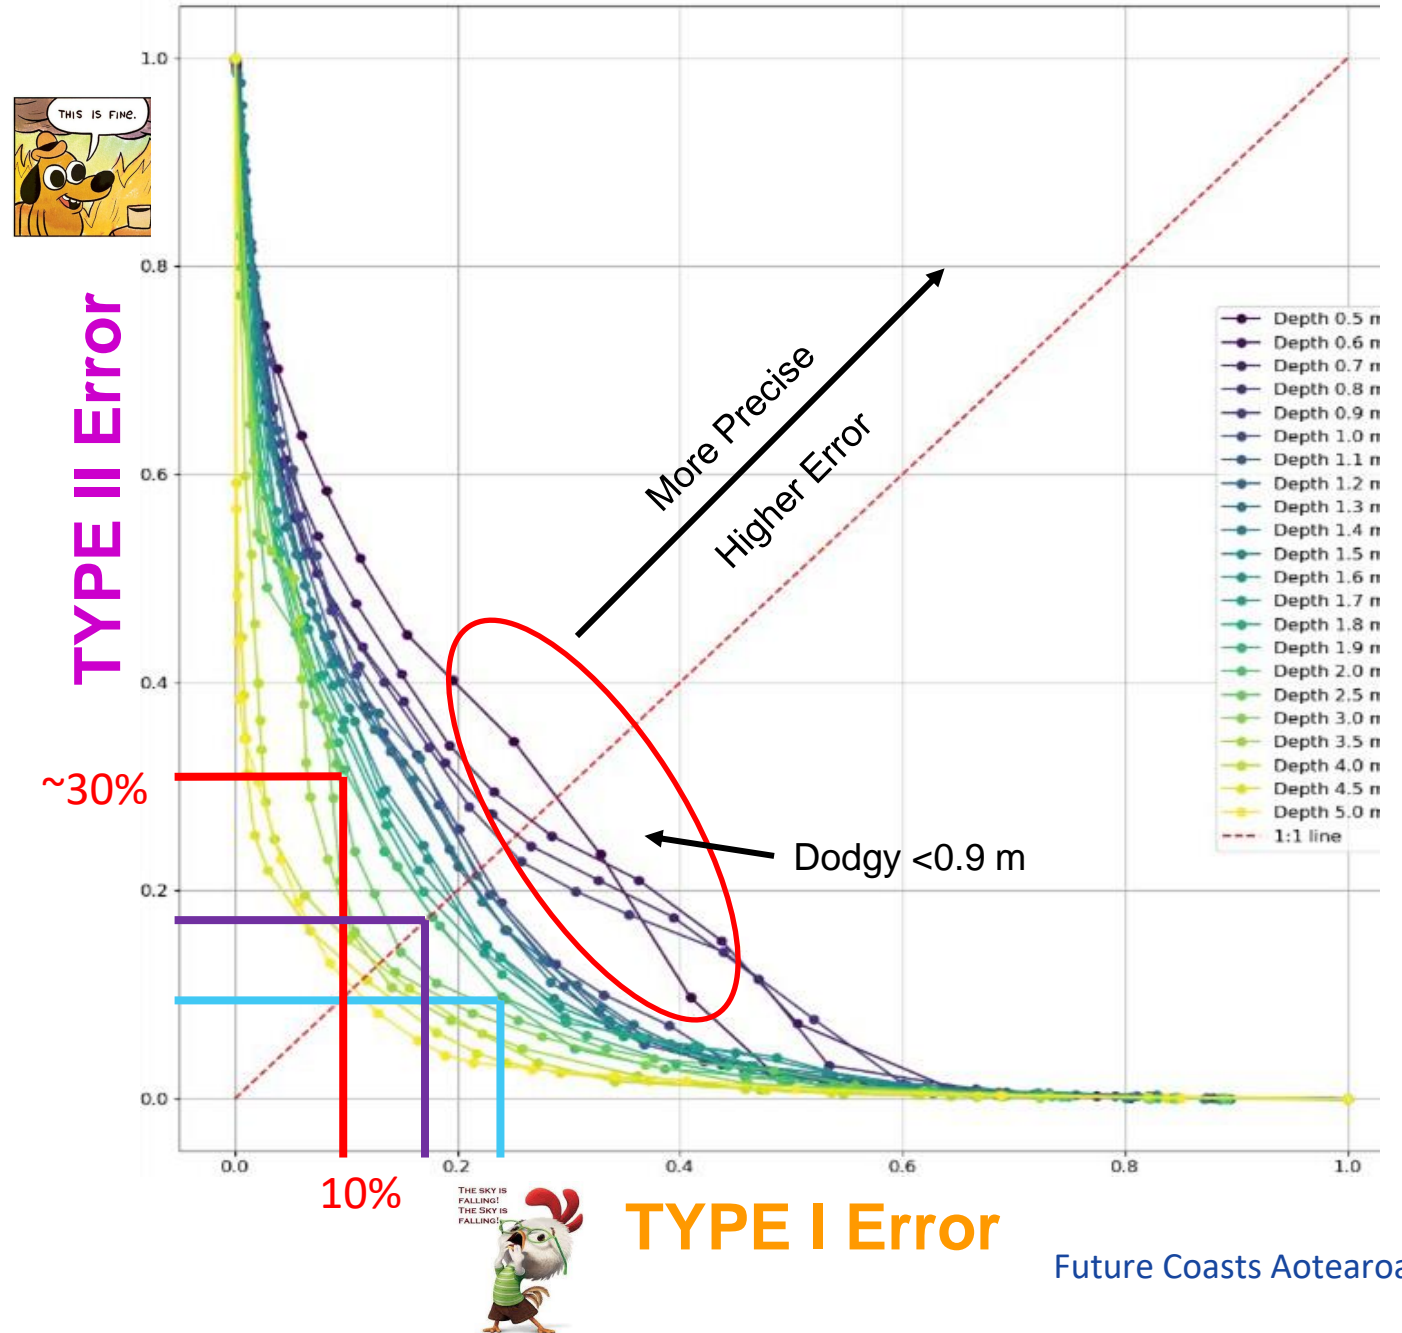 1.0
THIS IS FINE.
0.8
TYPE II Error
0.6
0.4
~30%
0.2
0.0
More Precise
Higher Error
Dodgy <0.9 m
Depth 0.5 m
Depth 0.6 m
Depth 0.7 m
Depth 0.8 m
Depth 0.9 m
Depth 1.0 m
Depth 1.1 m
Depth 1.2 m
Depth 1.3 m
Depth 1.4 m
Depth 1.5 m
Depth 1.6 m
Depth 1.7 m
Depth 1.8 m
Depth 1.9 m
Depth 2.0 m
Depth 2.5 m
Depth 3.0 m
Depth 3.5 m
Depth 4.0 m
Depth 4.5 m
Depth 5.0 m
1:1 line
0.0 0.2 0.4 0.6 0.8 1.0
10%
THE SKY IS
FALLING!
THE SKY IS
FALLING!
TYPE I Error
Future Coasts Aotearoa